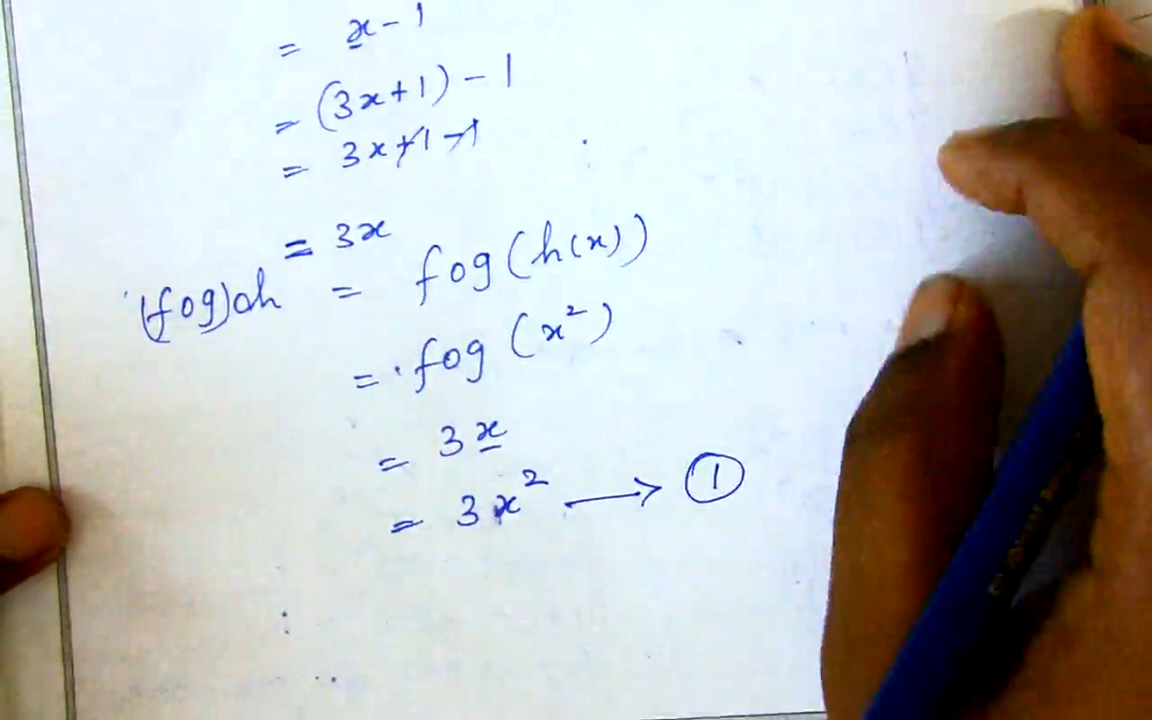 = x - 1
= (3x+1) - 1
= 3x+1-1
= 3x
(fog)oh = fog(h(x))
= fog (x²)
= 3x
= 3x² ⟶ ①